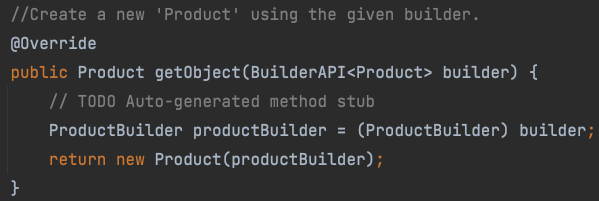 //Create a new 'Product' using the given builder.
@Override
public Product getObject(BuilderAPI<Product> builder) {
    // TODO Auto-generated method stub
    ProductBuilder productBuilder = (ProductBuilder) builder;
    return new Product(productBuilder);
}